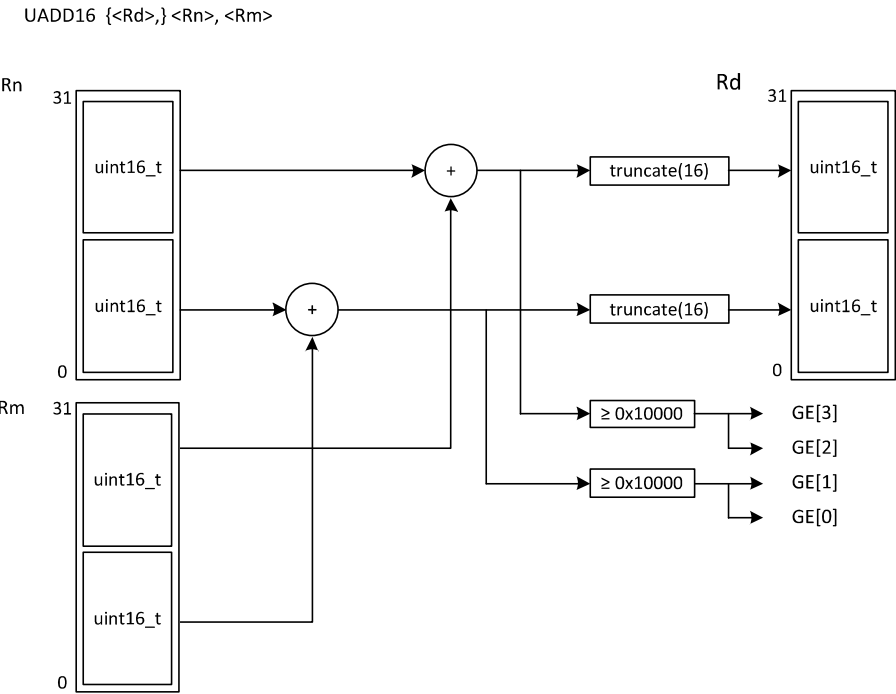 UADD16 {<Rd>,} <Rn>, <Rm>
Rn
31
uint16_t
uint16_t
0
Rm
31
uint16_t
uint16_t
0
+
+
truncate(16)
truncate(16)
≥ 0x10000
≥ 0x10000
Rd
31
uint16_t
uint16_t
0
GE[3]
GE[2]
GE[1]
GE[0]